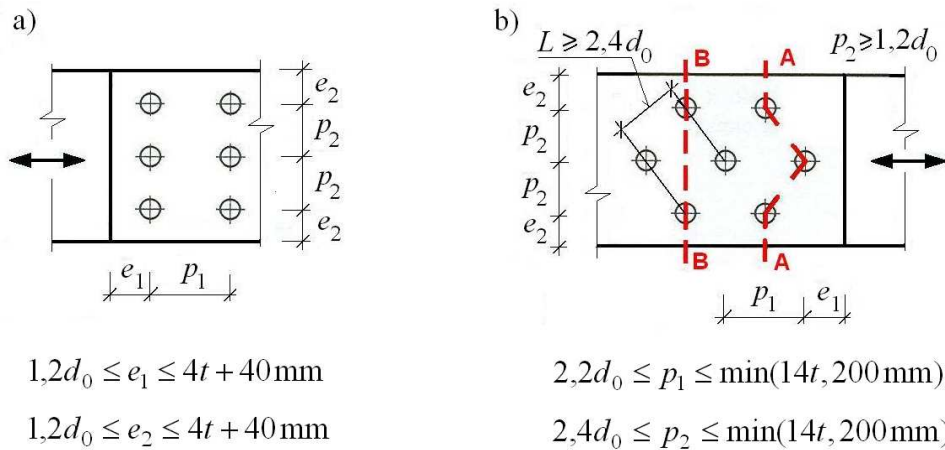 a)
e₂
p₂
p₂
e₂
e₁ p₁
1,2d₀ ≤ e₁ ≤ 4t + 40 mm
1,2d₀ ≤ e₂ ≤ 4t + 40 mm
b)
L ≥ 2,4d₀ B A p₂ ≥ 1,2d₀
e₂
p₂
p₂
e₂
B A
p₁ e₁
2,2d₀ ≤ p₁ ≤ min(14t, 200 mm)
2,4d₀ ≤ p₂ ≤ min(14t, 200 mm)